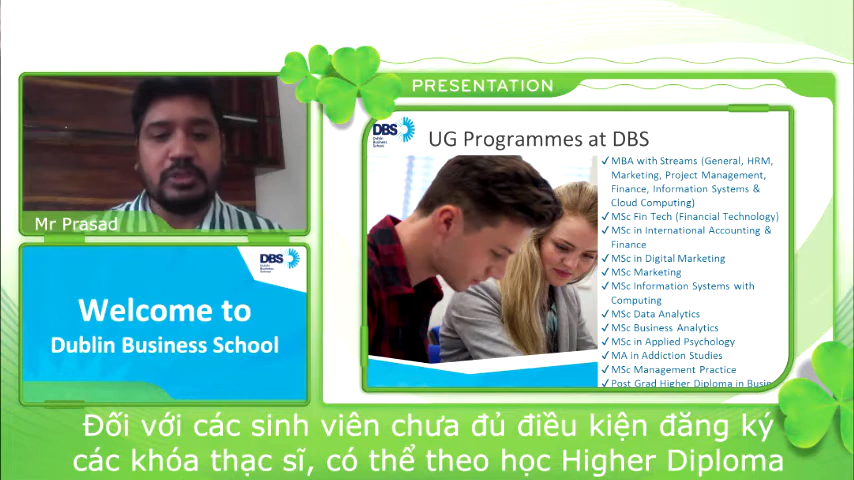 PRESENTATION
Mr Prasad
DBS
Dublin
Business
School
Welcome to
Dublin Business School
DBS
Dublin
Business
School
UG Programmes at DBS
✓MBA with Streams (General, HRM,
Marketing, Project Management,
Finance, Information Systems &
Cloud Computing)
✓MSc Fin Tech (Financial Technology)
✓MSc in International Accounting &
Finance
✓MSc in Digital Marketing
✓MSc Marketing
✓MSc Information Systems with
Computing
✓MSc Data Analytics
✓MSc Business Analytics
✓MSc in Applied Psychology
✓MA in Addiction Studies
✓MSc Management Practice
✓Post Grad Higher Diploma in Busin
Đối với các sinh viên chưa đủ điều kiện đăng ký
các khóa thạc sĩ, có thể theo học Higher Diploma